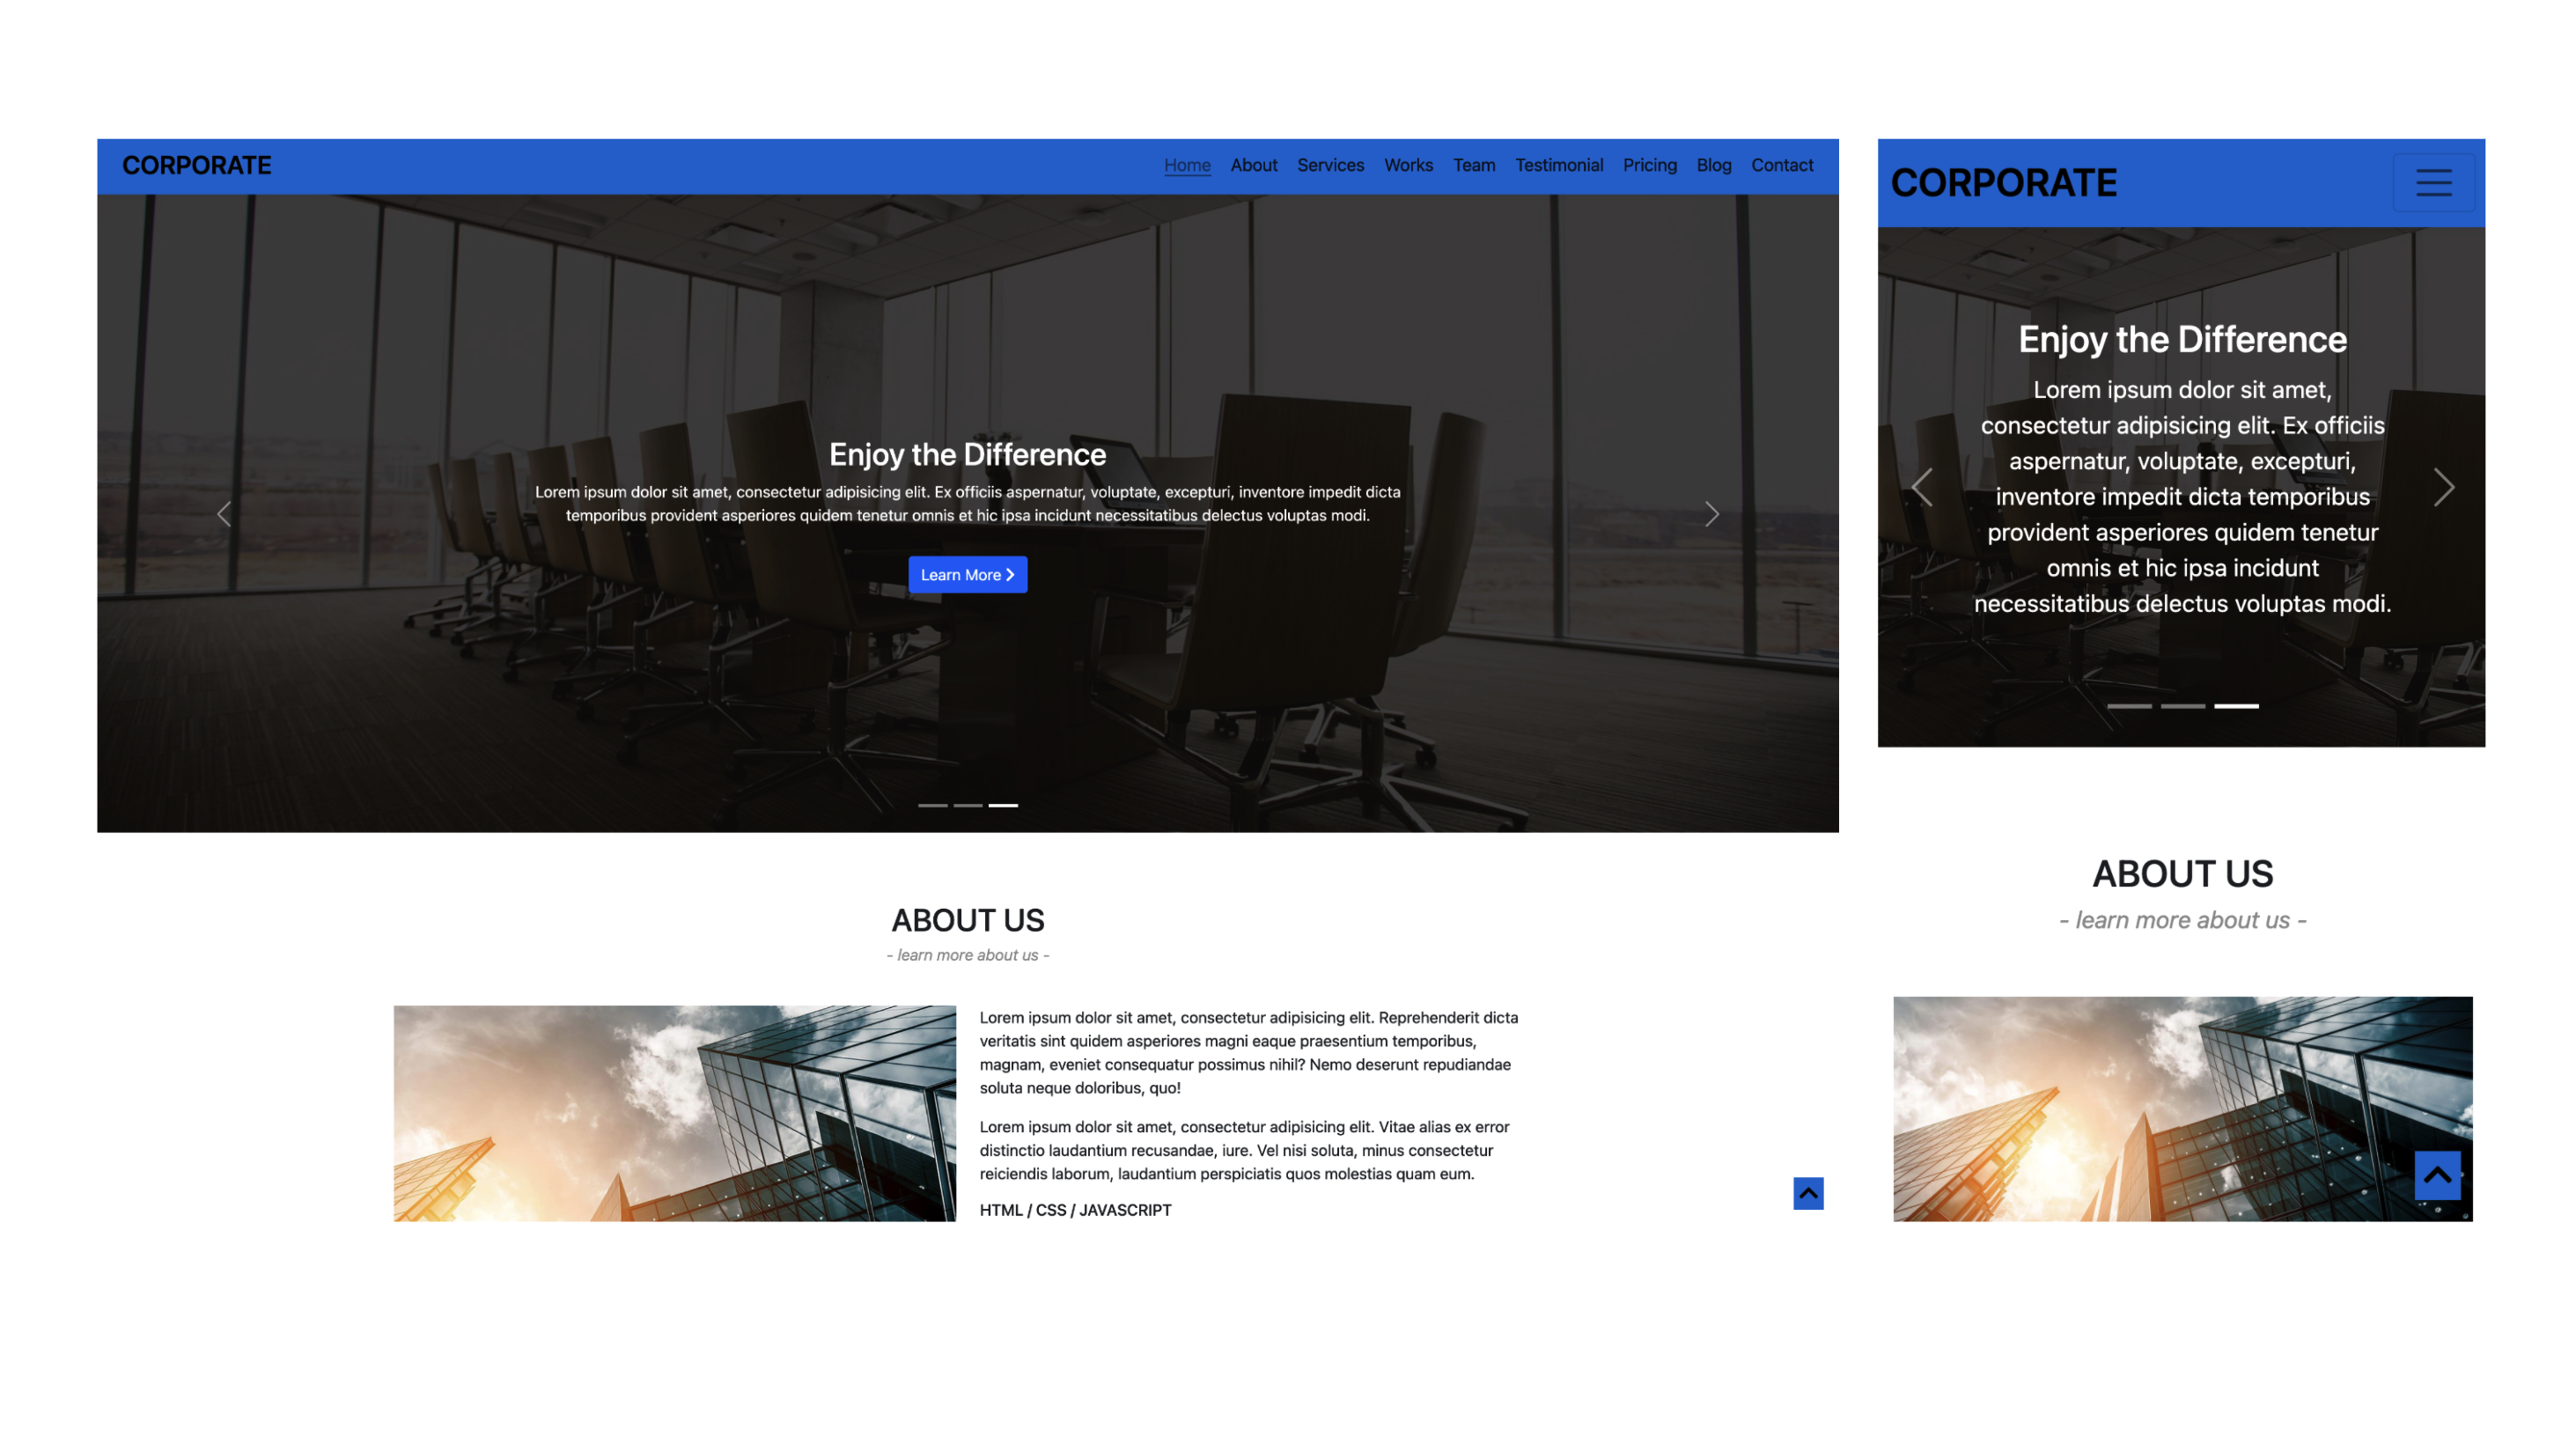 CORPORATE
Home About Services Works Team Testimonial Pricing Blog Contact
Enjoy the Difference
Lorem ipsum dolor sit amet, consectetur adipisicing elit. Ex officiis aspernatur, voluptate, excepturi, inventore impedit dicta
temporibus provident asperiores quidem tenetur omnis et hic ipsa incidunt necessitatibus delectus voluptas modi.
Learn More
ABOUT US
- learn more about us -
Lorem ipsum dolor sit amet, consectetur adipisicing elit. Reprehenderit dicta
veritatis sint quidem asperiores magni eaque praesentium temporibus,
magnam, eveniet consequatur possimus nihil? Nemo deserunt repudiandae
soluta neque doloribus, quo!
Lorem ipsum dolor sit amet, consectetur adipisicing elit. Vitae alias ex error
distinctio laudantium recusandae, iure. Vel nisi soluta, minus consectetur
reiciendis laborum, laudantium perspiciatis quos molestias quam eum.
HTML / CSS / JAVASCRIPT
CORPORATE
Enjoy the Difference
Lorem ipsum dolor sit amet,
consectetur adipisicing elit. Ex officiis
aspernatur, voluptate, excepturi,
inventore impedit dicta temporibus
provident asperiores quidem tenetur
omnis et hic ipsa incidunt
necessitatibus delectus voluptas modi.
ABOUT US
- learn more about us -